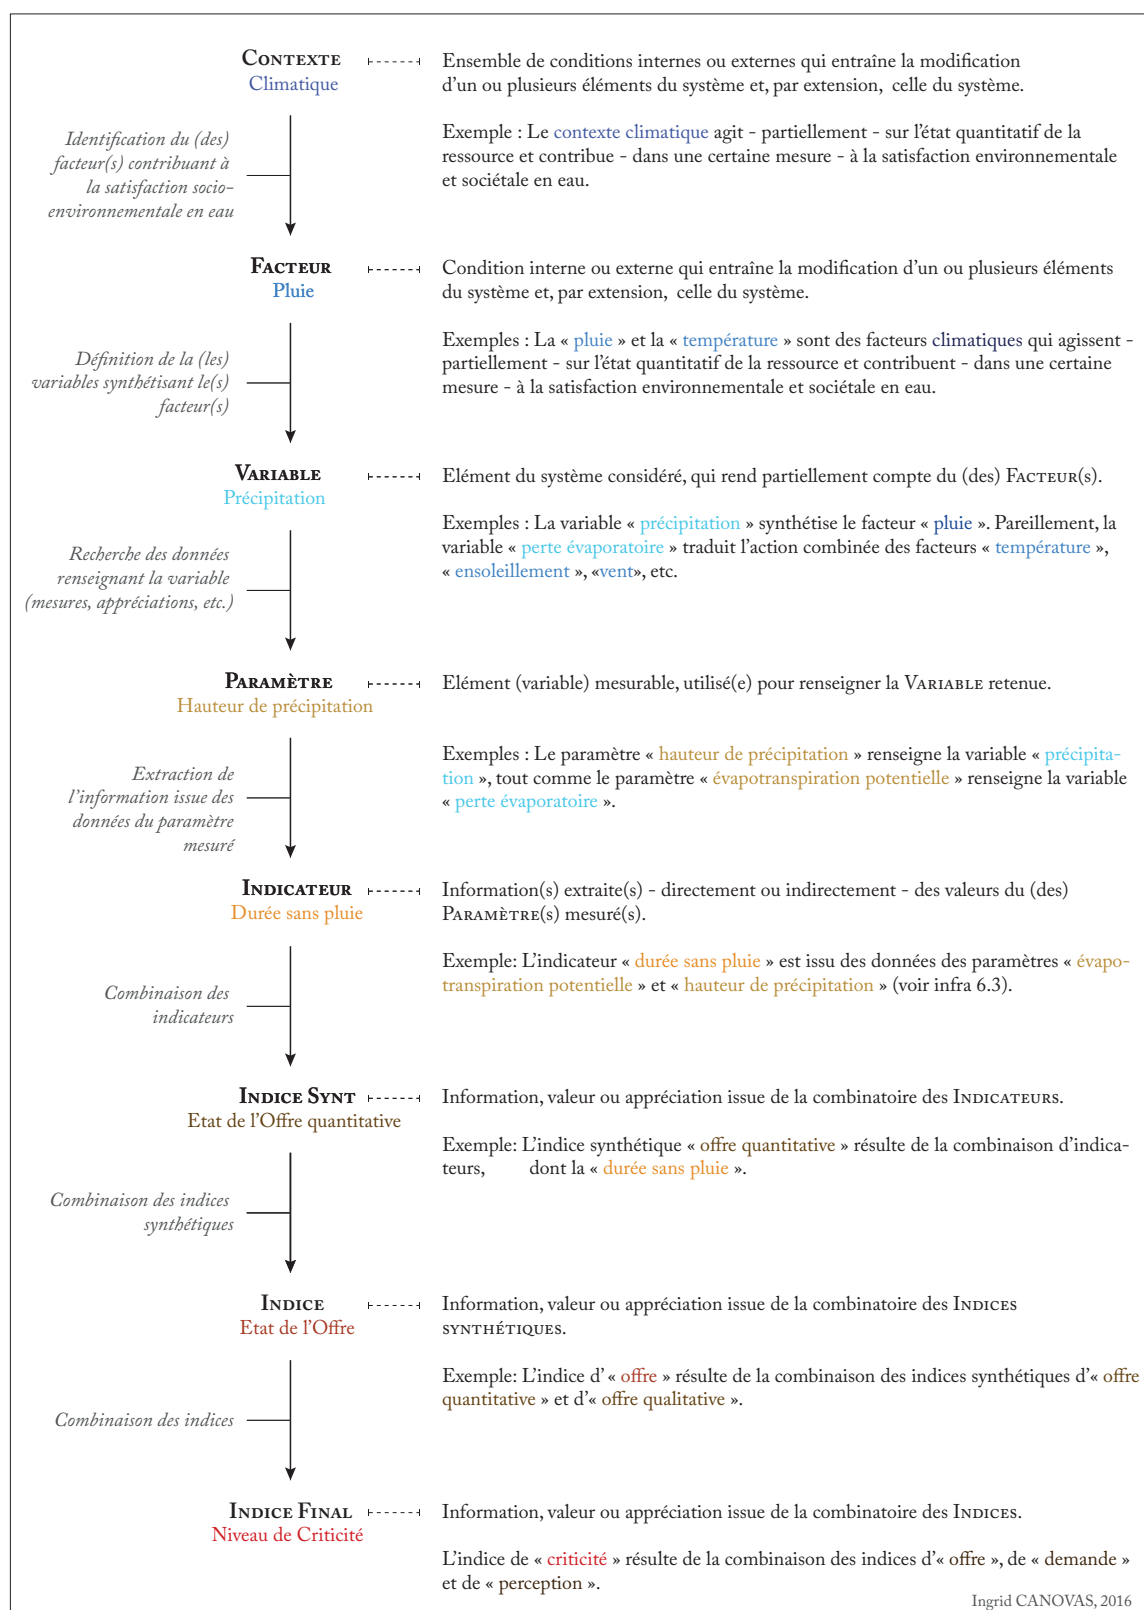 CONTEXTE
Climatique
Ensemble de conditions internes ou externes qui entraîne la modification
d'un ou plusieurs éléments du système et, par extension, celle du système.
Exemple : Le contexte climatique agit - partiellement - sur l'état quantitatif de la
ressource et contribue - dans une certaine mesure - à la satisfaction environnementale
et sociétale en eau.
Identification du (des)
facteur(s) contribuant à
la satisfaction socio-
environnementale en eau
FACTEUR
Pluie
Condition interne ou externe qui entraîne la modification d'un ou plusieurs éléments
du système et, par extension, celle du système.
Exemples : La « pluie » et la « température » sont des facteurs climatiques qui agissent -
partiellement - sur l'état quantitatif de la ressource et contribuent - dans une certaine
mesure - à la satisfaction environnementale et sociétale en eau.
Définition de la (les)
variables synthétisant le(s)
facteur(s)
VARIABLE
Précipitation
Elément du système considéré, qui rend partiellement compte du (des) FACTEUR(s).
Exemples : La variable « précipitation » synthétise le facteur « pluie ». Pareillement, la
variable « perte évaporatoire » traduit l'action combinée des facteurs « température »,
« ensoleillement », «vent», etc.
Recherche des données
renseignant la variable
(mesures, appréciations, etc.)
PARAMÈTRE
Hauteur de précipitation
Elément (variable) mesurable, utilisé(e) pour renseigner la VARIABLE retenue.
Exemples : Le paramètre « hauteur de précipitation » renseigne la variable « précipita-
tion », tout comme le paramètre « évapotranspiration potentielle » renseigne la variable
« perte évaporatoire ».
Extraction de
l'information issue des
données du paramètre
mesuré
INDICATEUR
Durée sans pluie
Information(s) extraite(s) - directement ou indirectement - des valeurs du (des)
PARAMÈTRE(s) mesuré(s).
Exemple: L'indicateur « durée sans pluie » est issu des données des paramètres « évapo-
transpiration potentielle » et « hauteur de précipitation » (voir infra 6.3).
Combinaison des
indicateurs
INDICE SYNT
Etat de l'Offre quantitative
Information, valeur ou appréciation issue de la combinatoire des INDICATEURS.
Exemple: L'indice synthétique « offre quantitative » résulte de la combinaison d'indica-
teurs, dont la « durée sans pluie ».
Combinaison des indices
synthétiques
INDICE
Etat de l'Offre
Information, valeur ou appréciation issue de la combinatoire des INDICES
SYNTHÉTIQUES.
Exemple: L'indice d' « offre » résulte de la combinaison des indices synthétiques d'« offre
quantitative » et d'« offre qualitative ».
Combinaison des indices
INDICE FINAL
Niveau de Criticité
Information, valeur ou appréciation issue de la combinatoire des INDICES.
L'indice de « criticité » résulte de la combinaison des indices d'« offre », de « demande »
et de « perception ».
Ingrid CANOVAS, 2016